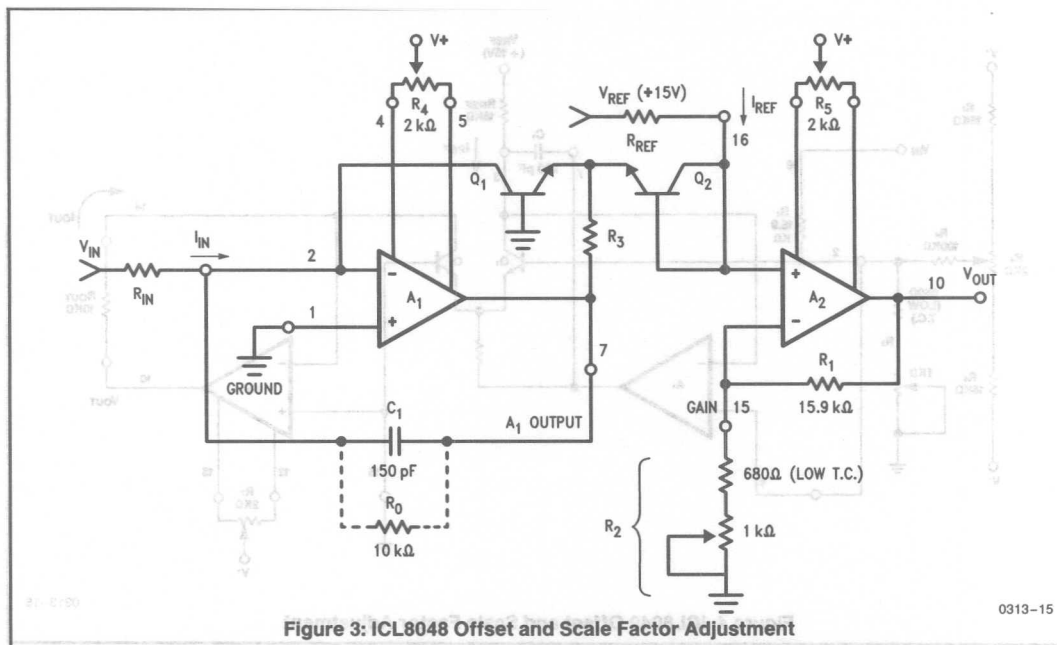 V+
R4
2 kΩ
4
5
VREF (+15V)
RREF
IREF
16
V+
R5
2 kΩ
Q1
Q2
R3
VIN
RIN
IIN
2
1
A1
GROUND
7
A1 OUTPUT
C1
150 pF
R0
10 kΩ
A2
10
VOUT
R1
15.9 kΩ
GAIN
15
680Ω (LOW T.C.)
R2
1 kΩ
0313–15
Figure 3: ICL8048 Offset and Scale Factor Adjustment